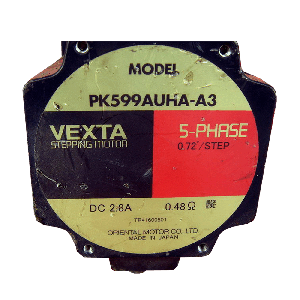 MODEL
PK599AUHA-A3
VEXTA
STEPPING MOTOR
5-PHASE
0.72°/STEP
DC 2.8A 0.48Ω
ORIENTAL MOTOR CO. LTD.
MADE IN JAPAN